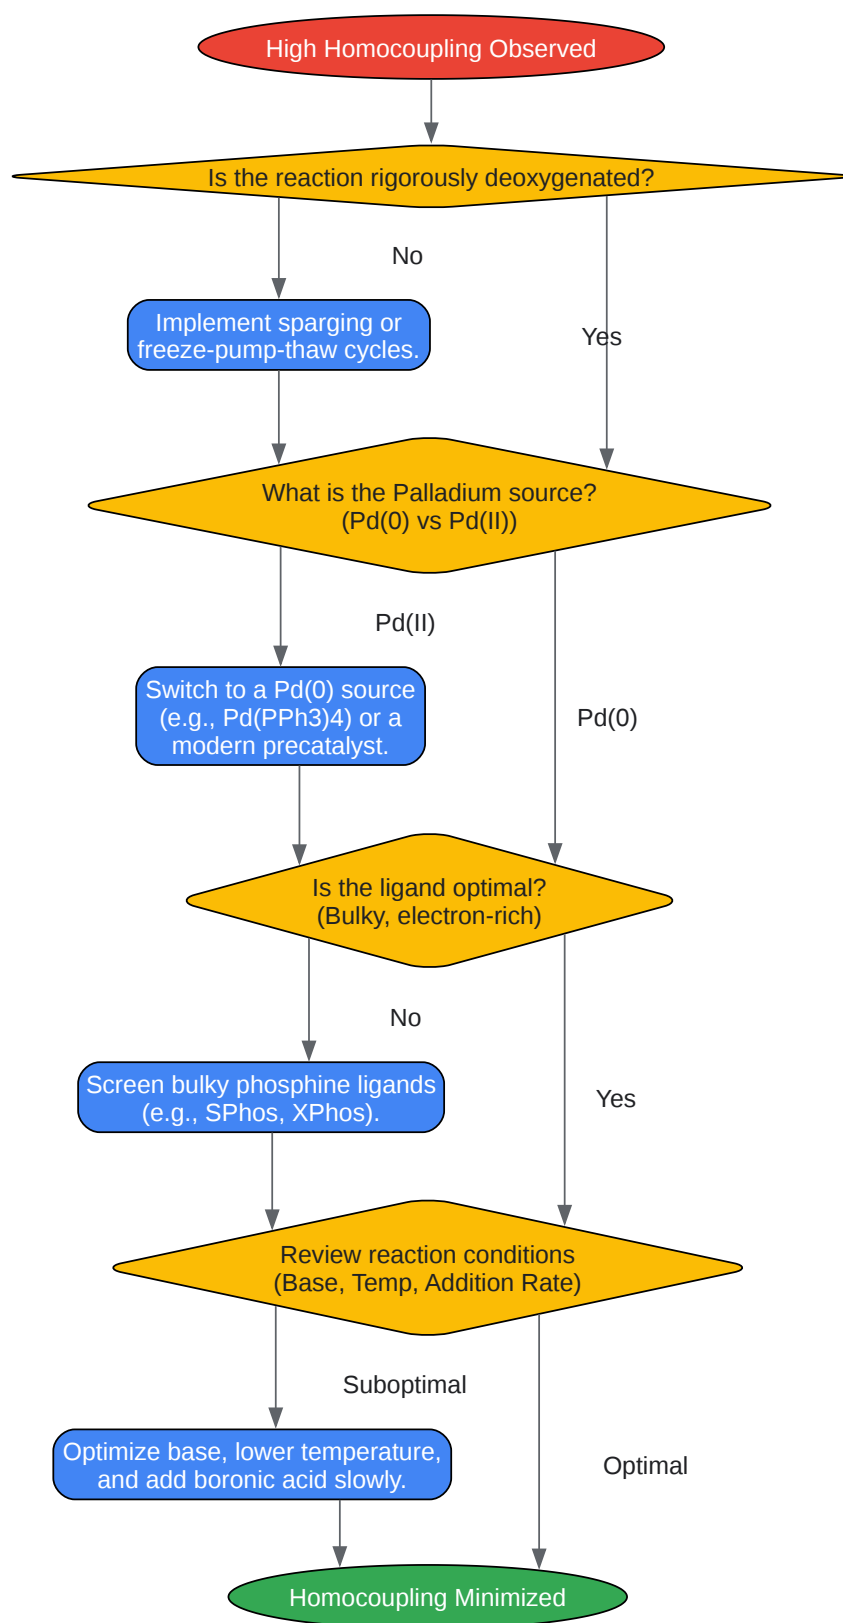 High Homocoupling Observed
Is the reaction rigorously deoxygenated?
No
Implement sparging or
freeze-pump-thaw cycles.
Yes
What is the Palladium source?
(Pd(0) vs Pd(II))
Pd(II)
Switch to a Pd(0) source
(e.g., Pd(PPh3)4) or a
modern precatalyst.
Pd(0)
Is the ligand optimal?
(Bulky, electron-rich)
No
Screen bulky phosphine ligands
(e.g., SPhos, XPhos).
Yes
Review reaction conditions
(Base, Temp, Addition Rate)
Suboptimal
Optimize base, lower temperature,
and add boronic acid slowly.
Optimal
Homocoupling Minimized